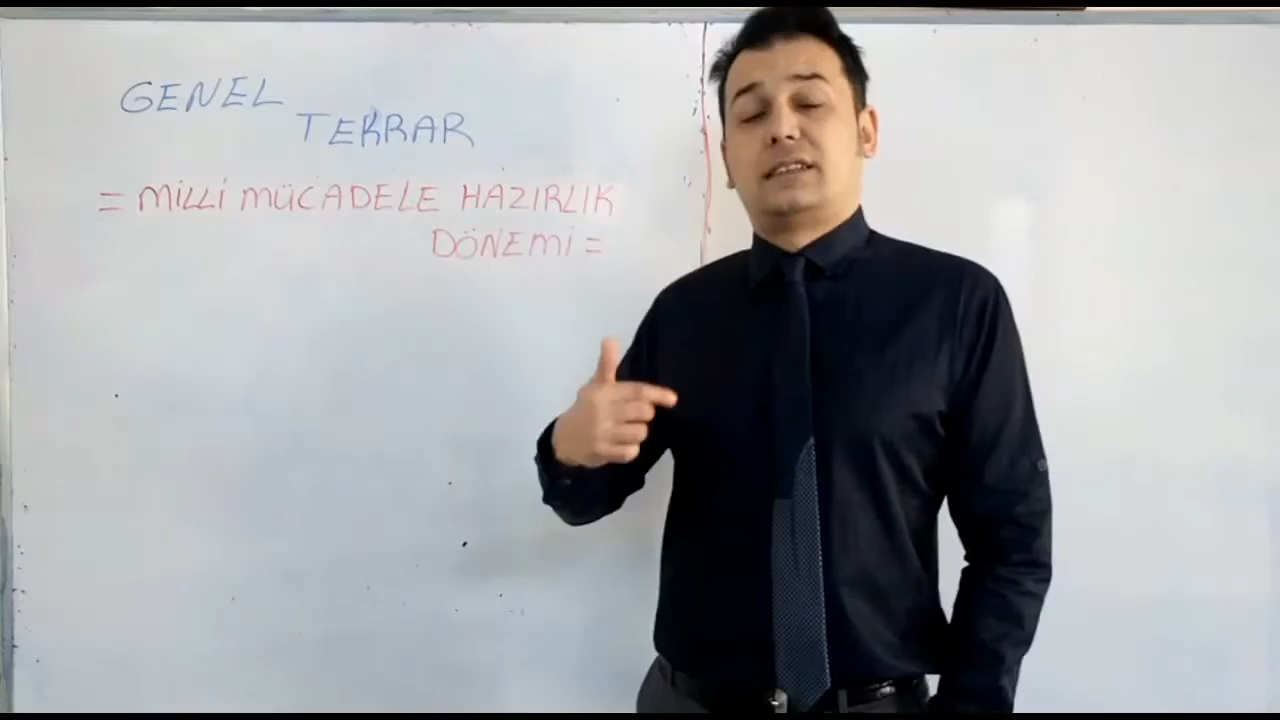 GENEL
TEKRAR
= MİLLİ MÜCADELE HAZIRLIK
DÖNEMİ =